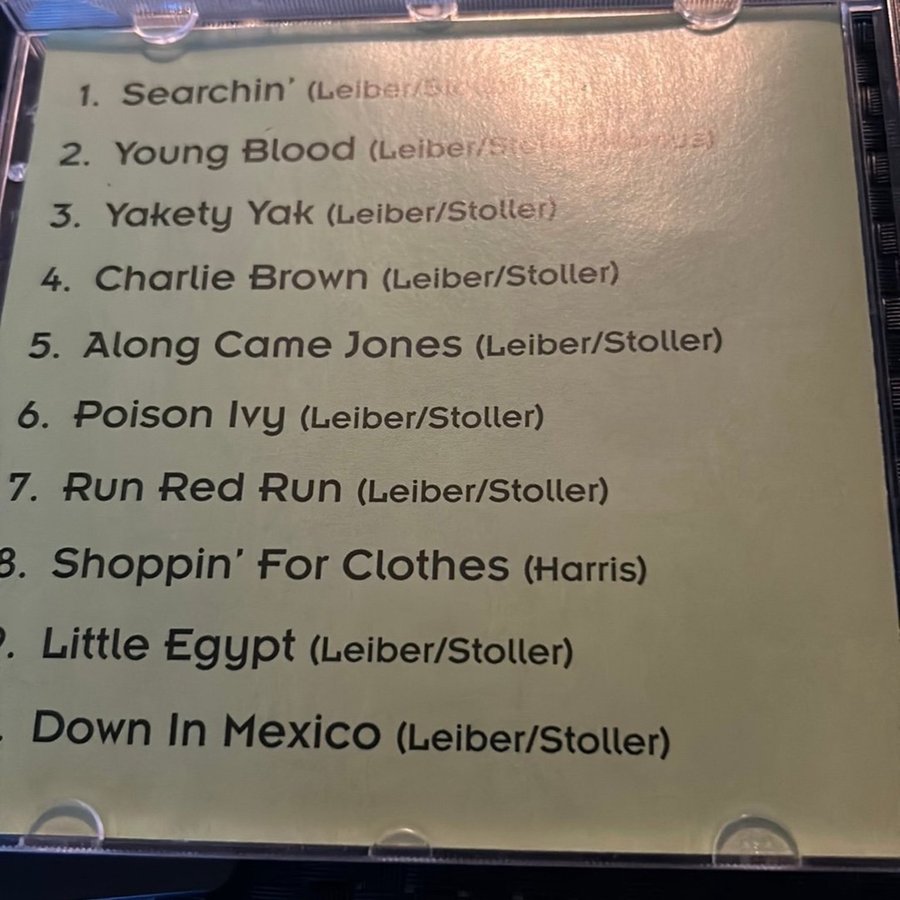 1. Searchin' (Leiber/
2. Young Blood (Leiber/
3. Yakety Yak (Leiber/Stoller)
4. Charlie Brown (Leiber/Stoller)
5. Along Came Jones (Leiber/Stoller)
6. Poison Ivy (Leiber/Stoller)
7. Run Red Run (Leiber/Stoller)
8. Shoppin' For Clothes (Harris)
9. Little Egypt (Leiber/Stoller)
. Down In Mexico (Leiber/Stoller)